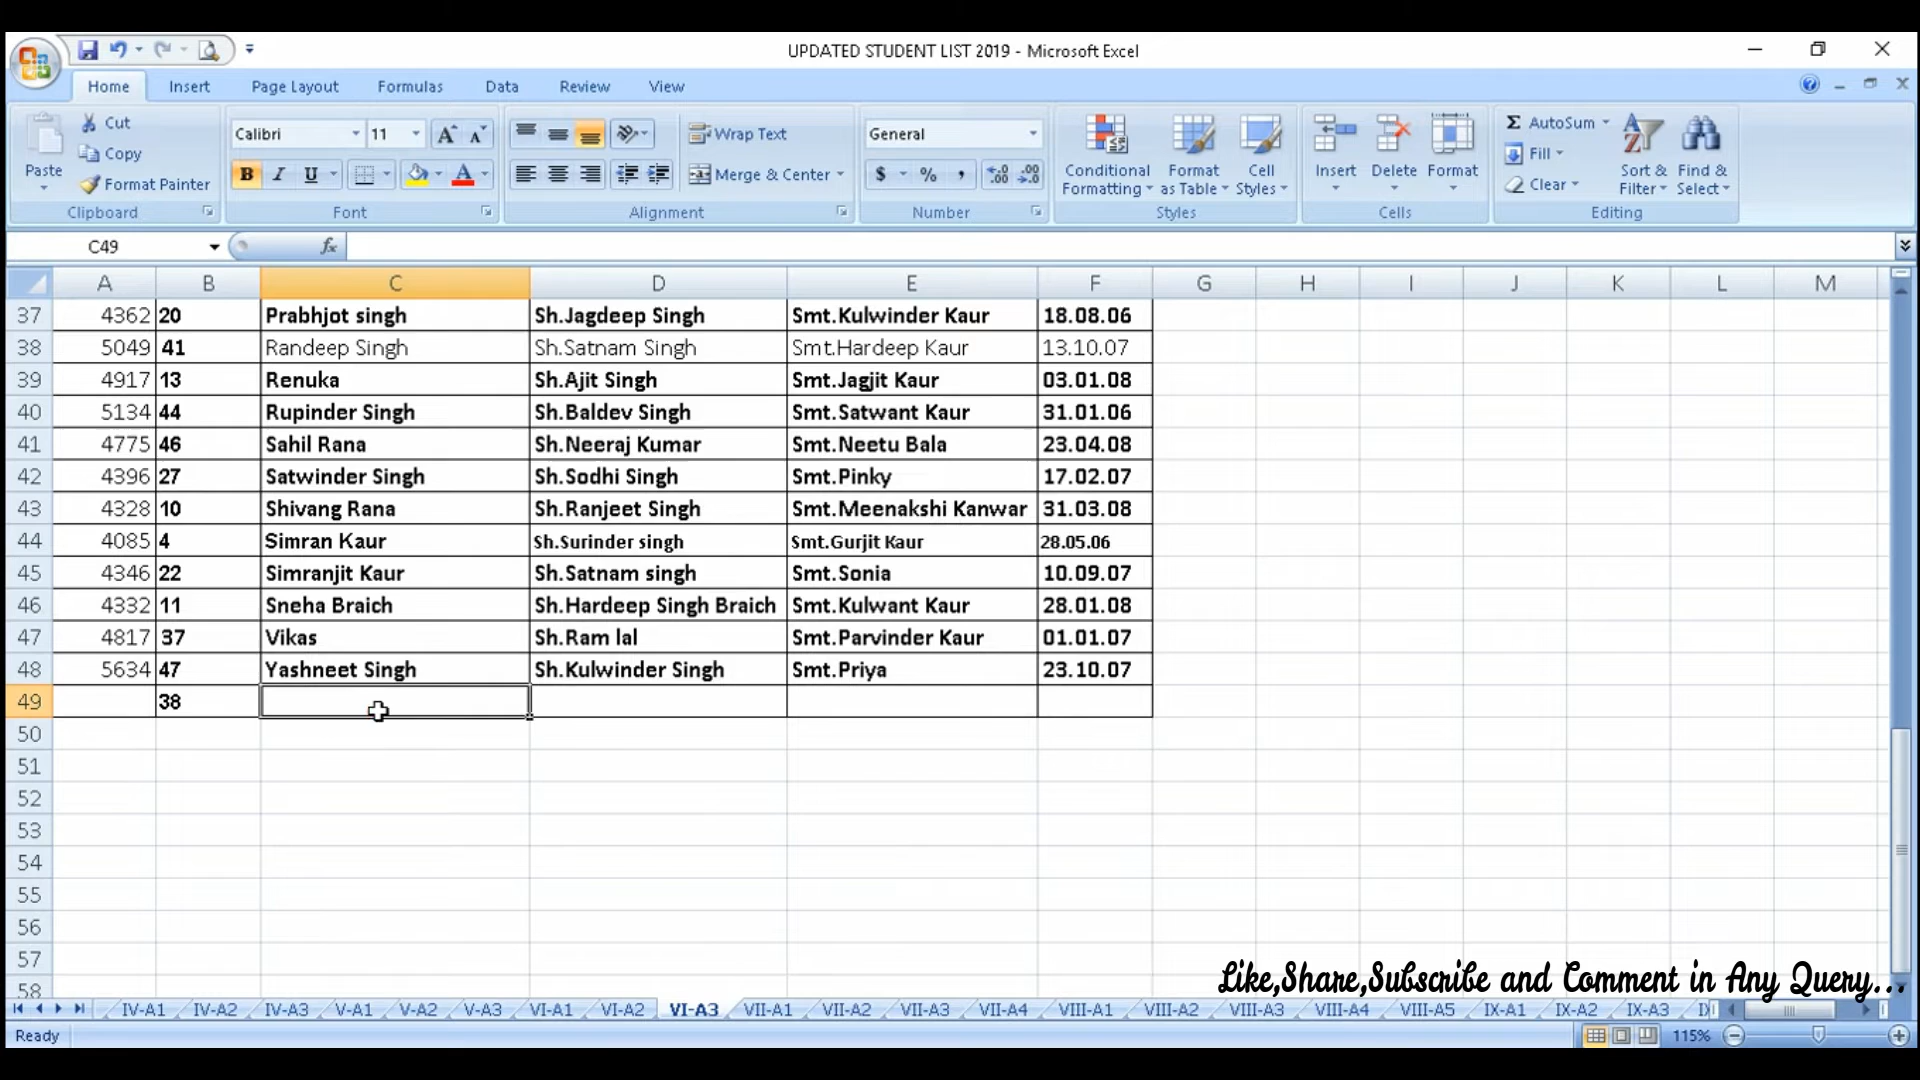 UPDATED STUDENT LIST 2019 - Microsoft Excel
Home Insert Page Layout Formulas Data Review View
Paste Cut Copy Format Painter Clipboard
Calibri 11 A A B I U A Font
Wrap Text Merge & Center Alignment
General $ % , Number
Conditional Formatting Format as Table Cell Styles Styles
Insert Delete Format Cells
Σ AutoSum Fill Clear Sort & Filter Find & Select Editing
C49 fx
A B C D E F G H I J K L M
37 4362 20 Prabhjot singh Sh.Jagdeep Singh Smt.Kulwinder Kaur 18.08.06
38 5049 41 Randeep Singh Sh.Satnam Singh Smt.Hardeep Kaur 13.10.07
39 4917 13 Renuka Sh.Ajit Singh Smt.Jagjit Kaur 03.01.08
40 5134 44 Rupinder Singh Sh.Baldev Singh Smt.Satwant Kaur 31.01.06
41 4775 46 Sahil Rana Sh.Neeraj Kumar Smt.Neetu Bala 23.04.08
42 4396 27 Satwinder Singh Sh.Sodhi Singh Smt.Pinky 17.02.07
43 4328 10 Shivang Rana Sh.Ranjeet Singh Smt.Meenakshi Kanwar 31.03.08
44 4085 4 Simran Kaur Sh.Surinder singh Smt.Gurjit Kaur 28.05.06
45 4346 22 Simranjit Kaur Sh.Satnam singh Smt.Sonia 10.09.07
46 4332 11 Sneha Braich Sh.Hardeep Singh Braich Smt.Kulwant Kaur 28.01.08
47 4817 37 Vikas Sh.Ram lal Smt.Parvinder Kaur 01.01.07
48 5634 47 Yashneet Singh Sh.Kulwinder Singh Smt.Priya 23.10.07
49 38
50
51
52
53
54
55
56
57
58
Like,Share,Subscribe and Comment in Any Query...
IV-A1 IV-A2 IV-A3 V-A1 V-A2 V-A3 VI-A1 VI-A2 VI-A3 VII-A1 VII-A2 VII-A3 VII-A4 VIII-A1 VIII-A2 VIII-A3 VIII-A4 VIII-A5 IX-A1 IX-A2 IX-A3
Ready 115%